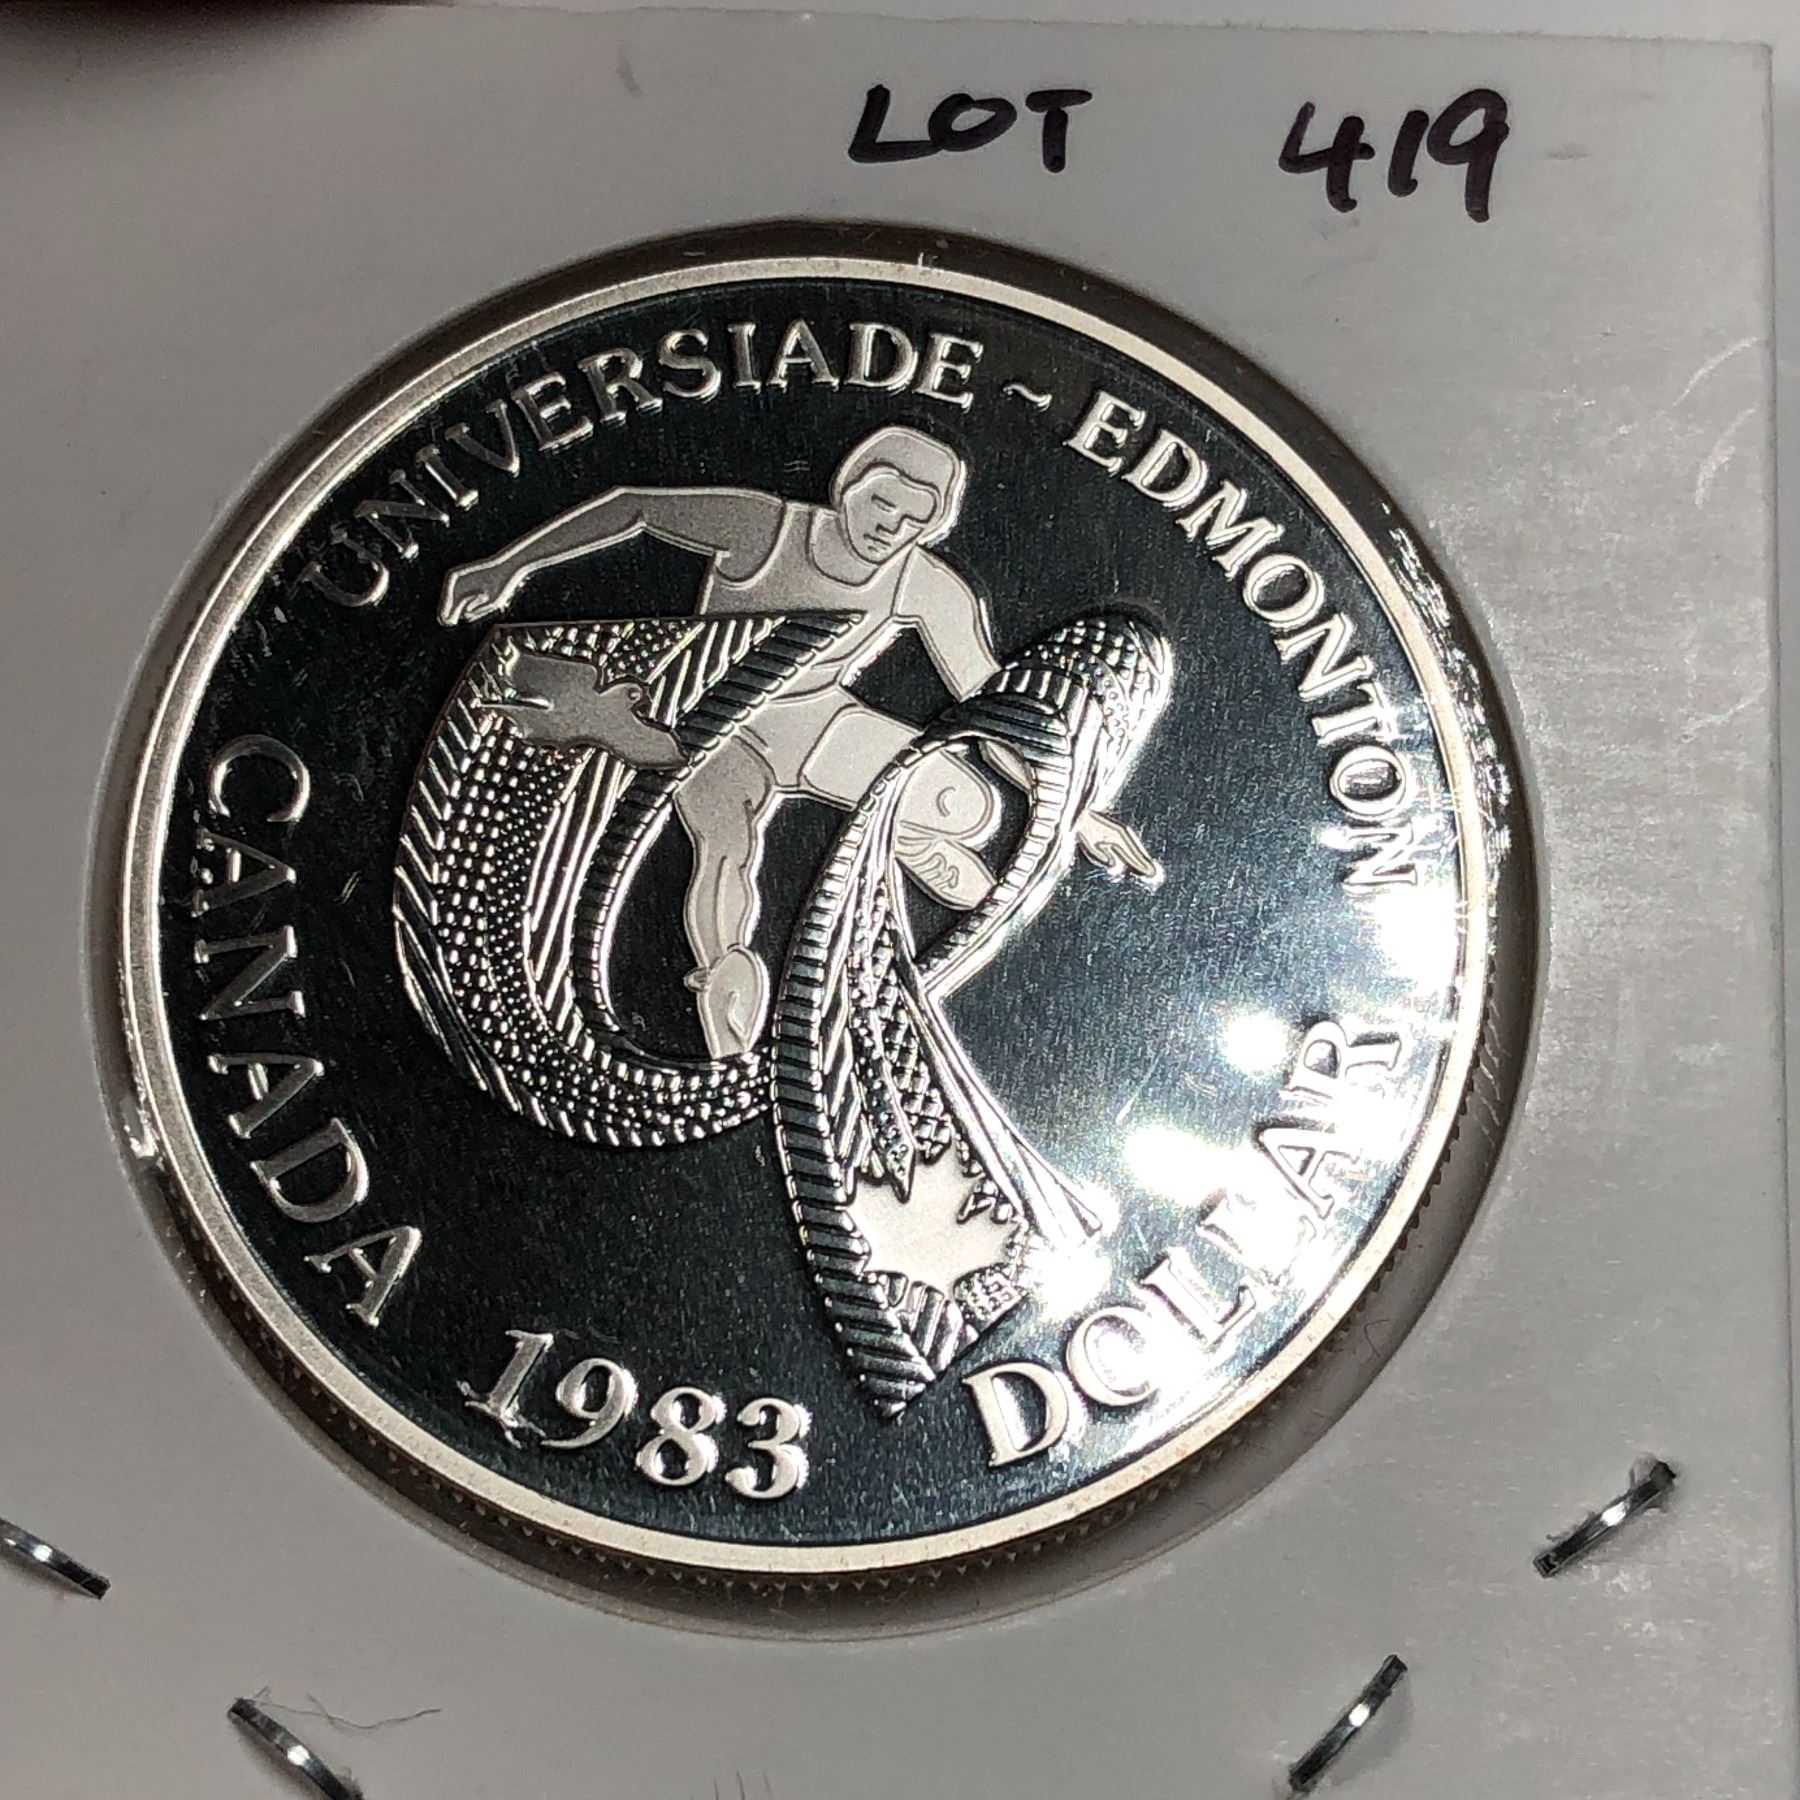 LOT 419
UNIVERSIADE ~ EDMONTON
CANADA 1983 DOLLAR